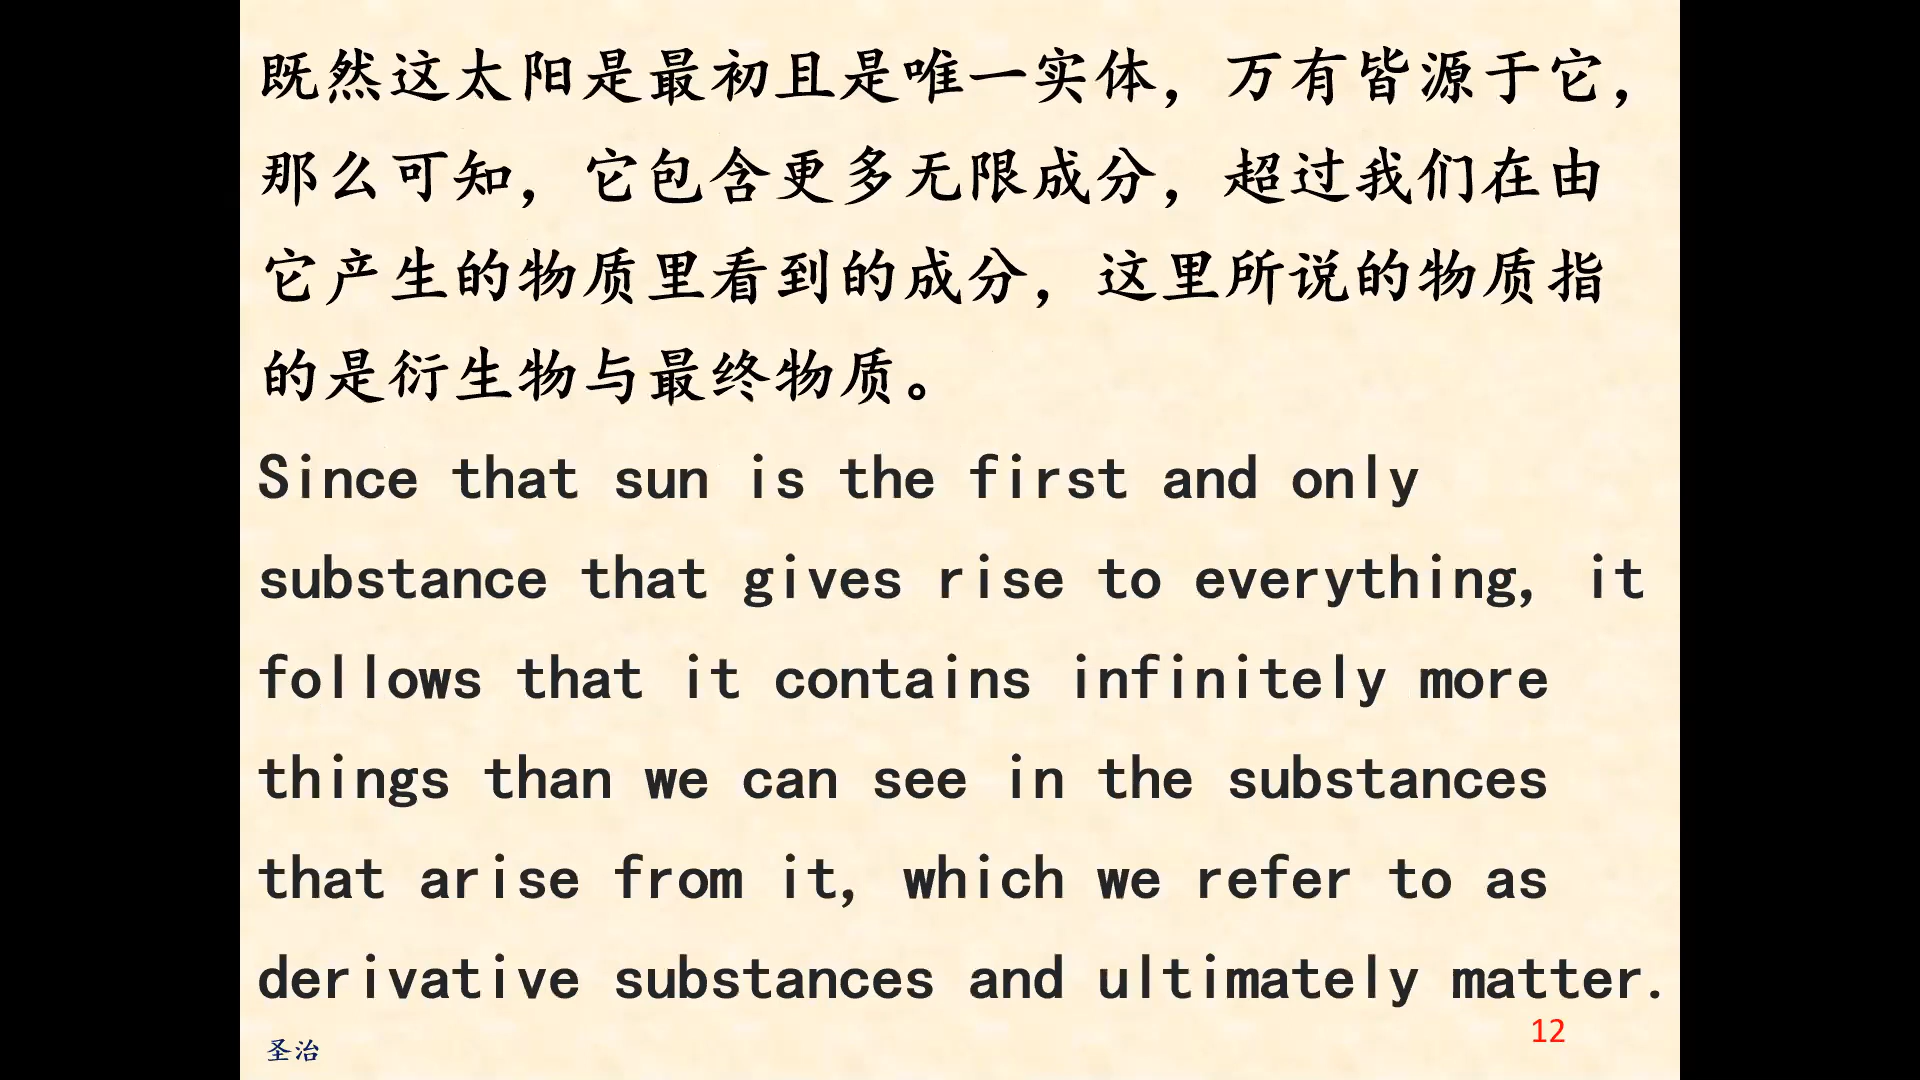 既然这太阳是最初且是唯一实体，万有皆源于它，
那么可知，它包含更多无限成分，超过我们在由
它产生的物质里看到的成分，这里所说的物质指
的是衍生物与最终物质。
Since that sun is the first and only
substance that gives rise to everything, it
follows that it contains infinitely more
things than we can see in the substances
that arise from it, which we refer to as
derivative substances and ultimately matter.
12
圣治